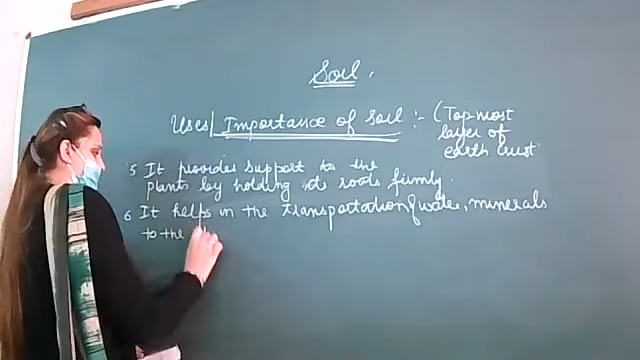 Soil.
Uses/Importance of Soil :- (Top most
layer of
earth crust
5 It provides support to the
plants by holding its roots firmly.
6 It helps in the transportation of water, minerals
to the